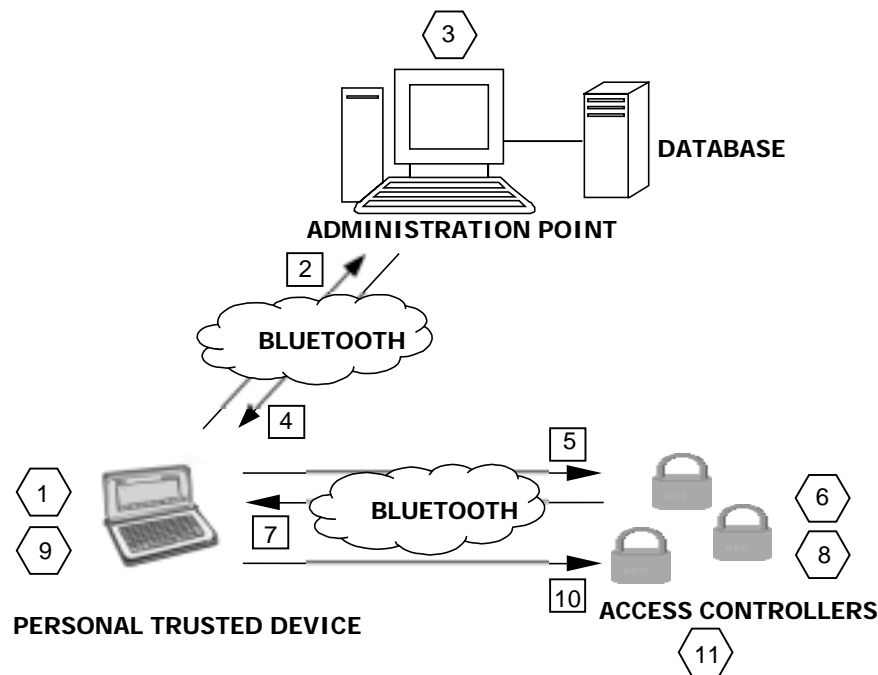 3
DATABASE
ADMINISTRATION POINT
2
BLUETOOTH
4
5
1
6
BLUETOOTH
7
9
8
10
PERSONAL TRUSTED DEVICE
ACCESS CONTROLLERS
11